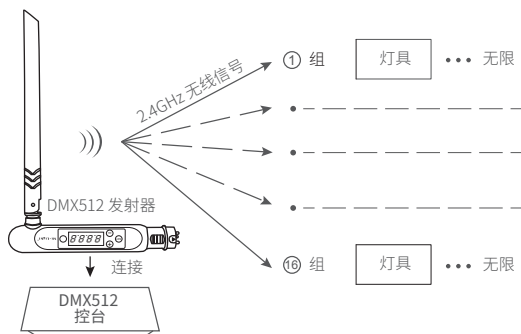 2.4GHz 无线信号
① 组 灯具 ••• 无限
DMX512 发射器
8888
⑯ 组 灯具 ••• 无限
连接
DMX512
控台